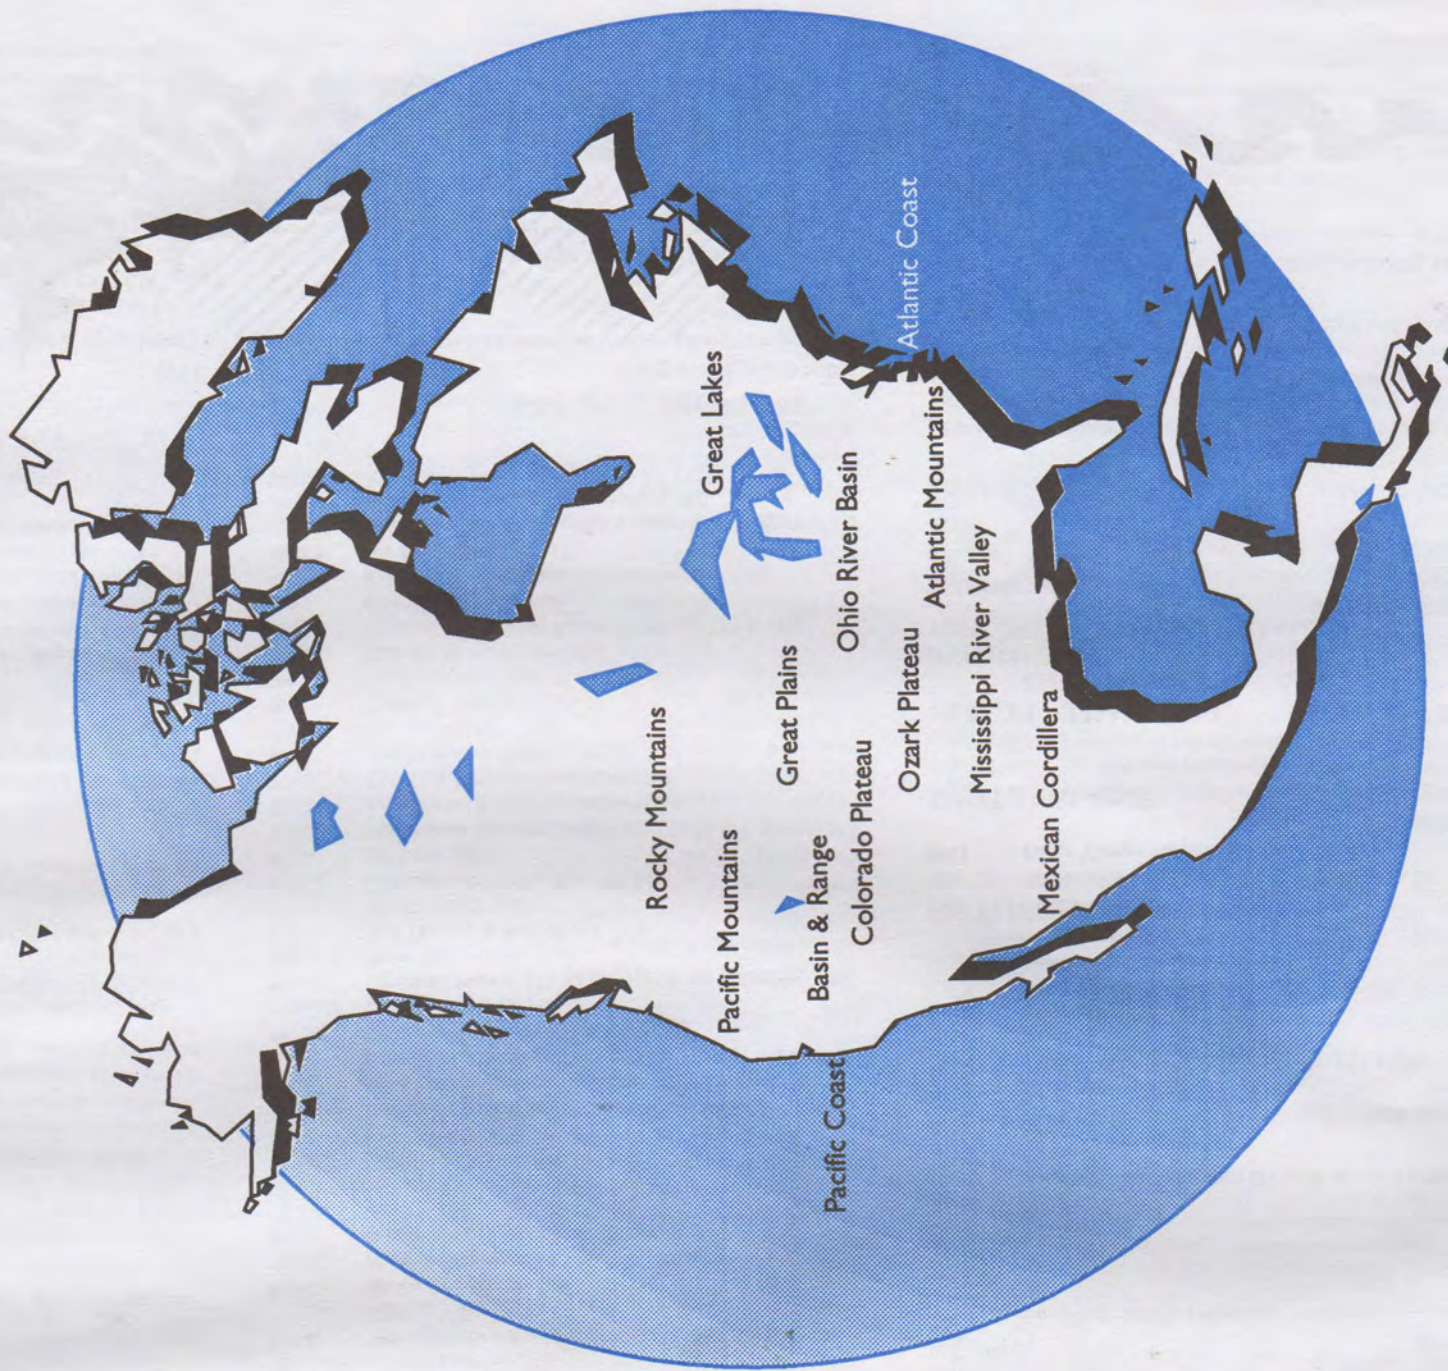 Rocky Mountains
Great Lakes
Pacific Mountains
Great Plains
Basin & Range
Pacific Coast
Ohio River Basin
Colorado Plateau
Ozark Plateau
Atlantic Coast
Atlantic Mountains
Mississippi River Valley
Mexican Cordillera